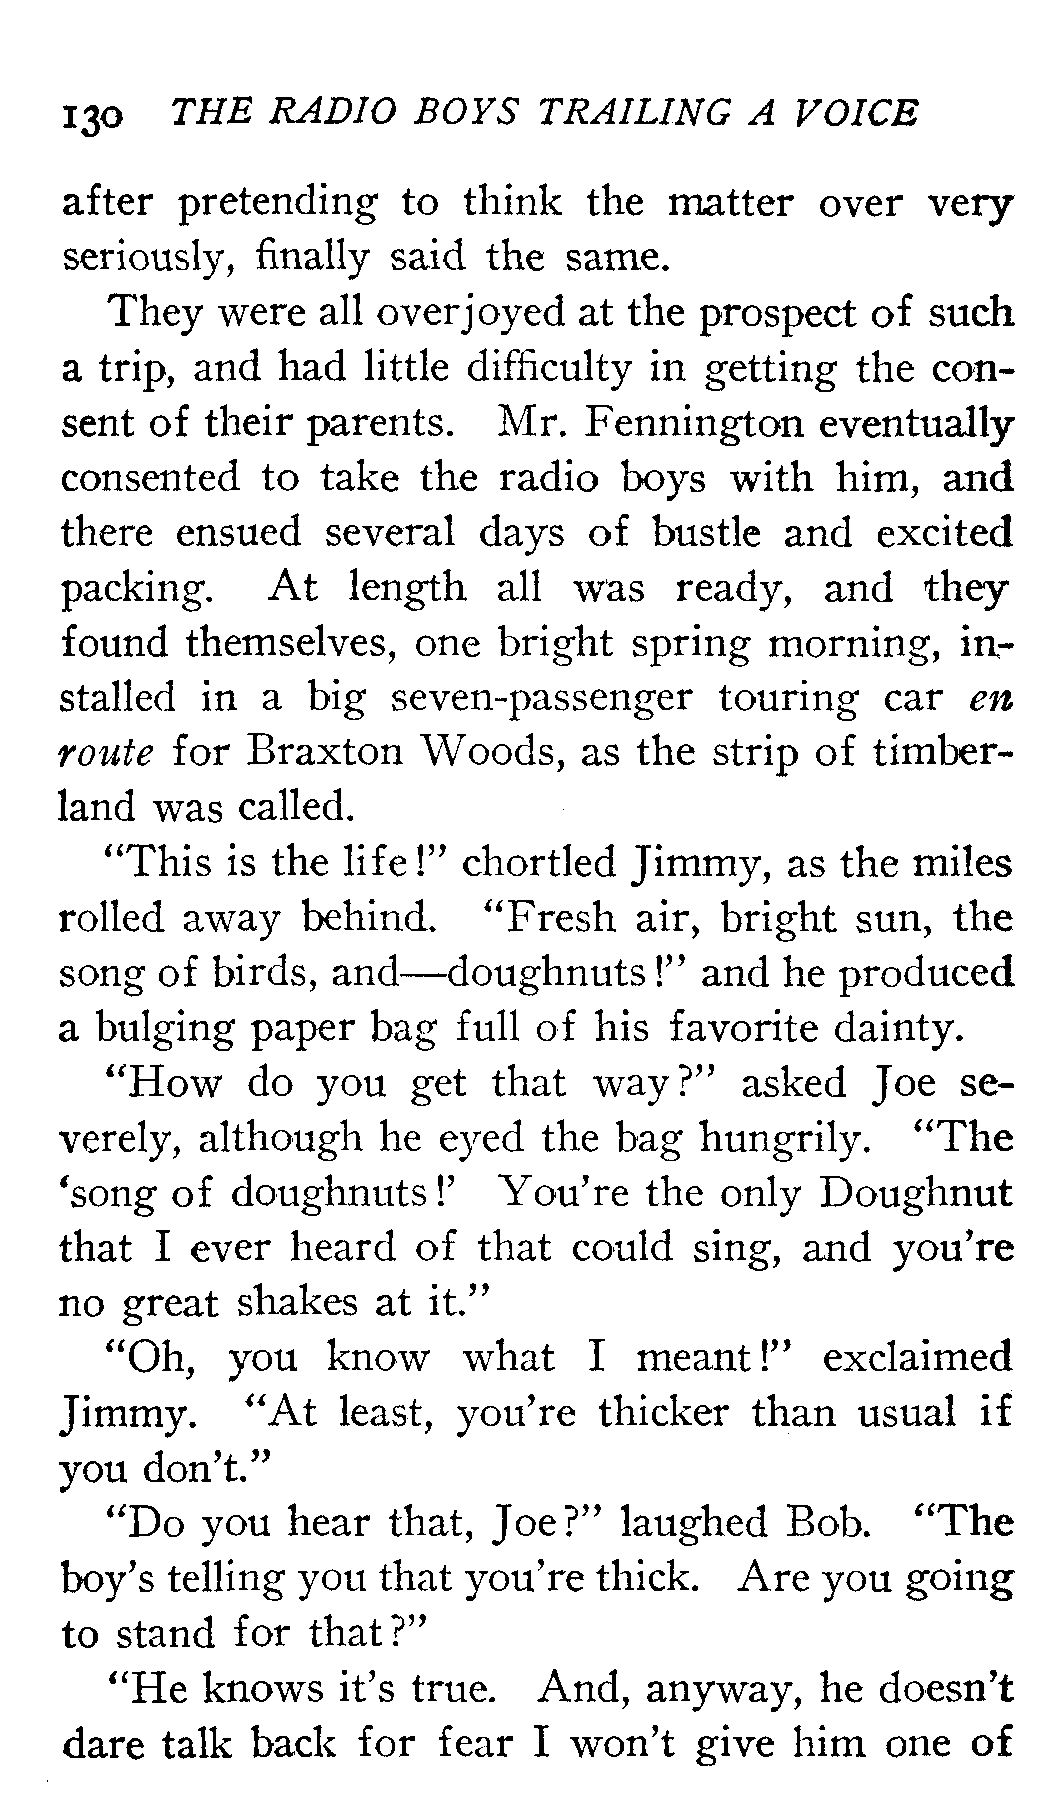 130 THE RADIO BOYS TRAILING A VOICE
after pretending to think the matter over very
seriously, finally said the same.
They were all overjoyed at the prospect of such
a trip, and had little difficulty in getting the con-
sent of their parents. Mr. Fennington eventually
consented to take the radio boys with him, and
there ensued several days of bustle and excited
packing. At length all was ready, and they
found themselves, one bright spring morning, in-
stalled in a big seven-passenger touring car en
route for Braxton Woods, as the strip of timber-
land was called.
“This is the life!” chortled Jimmy, as the miles
rolled away behind. “Fresh air, bright sun, the
song of birds, and—doughnuts!” and he produced
a bulging paper bag full of his favorite dainty.
“How do you get that way?” asked Joe se-
verely, although he eyed the bag hungrily. “The
‘song of doughnuts!’ You’re the only Doughnut
that I ever heard of that could sing, and you’re
no great shakes at it.”
“Oh, you know what I meant!” exclaimed
Jimmy. “At least, you’re thicker than usual if
you don’t.”
“Do you hear that, Joe?” laughed Bob. “The
boy’s telling you that you’re thick. Are you going
to stand for that?”
“He knows it’s true. And, anyway, he doesn’t
dare talk back for fear I won’t give him one of